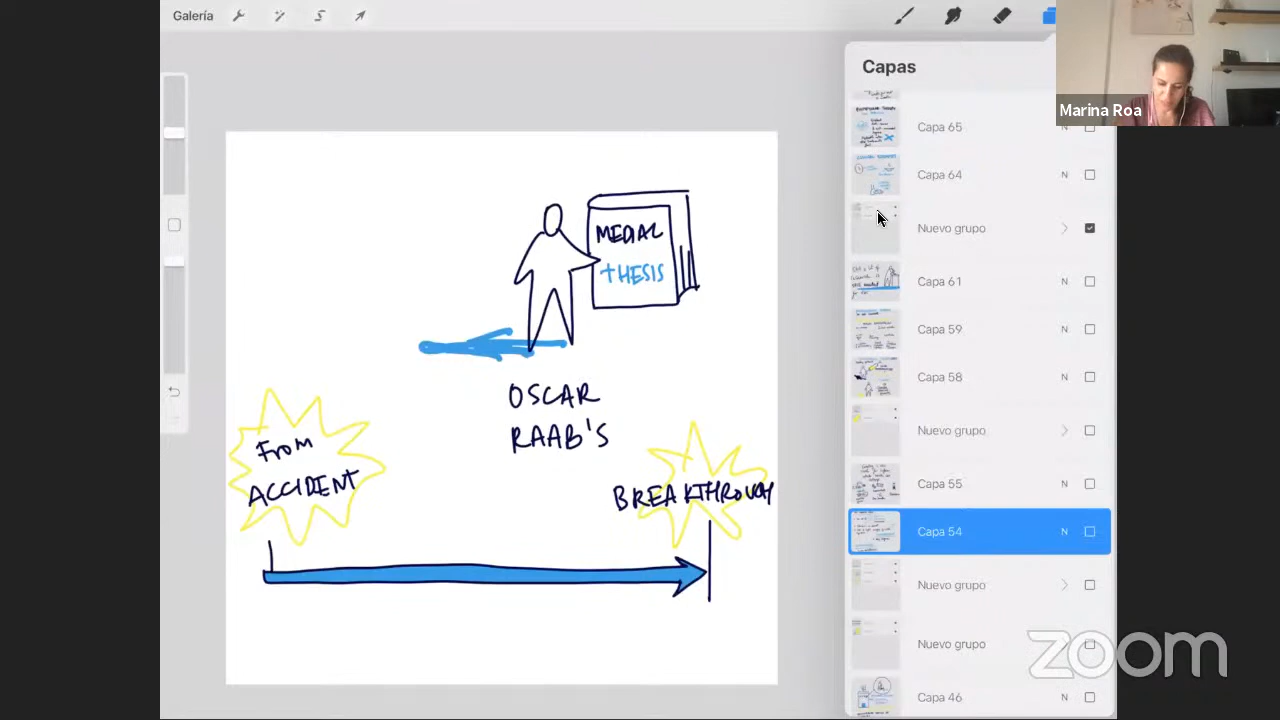 Galería
Capas
Marina Roa
Capa 65
N
Capa 64
N
Nuevo grupo
Capa 61
N
Capa 59
N
Capa 58
N
Nuevo grupo
Capa 55
N
Capa 54
N
Nuevo grupo
Nuevo grupo
Capa 46
N
MEDIAL
THESIS
OSCAR
RAAB'S
From
ACCIDENT
BREAKTHROUGH
zoom